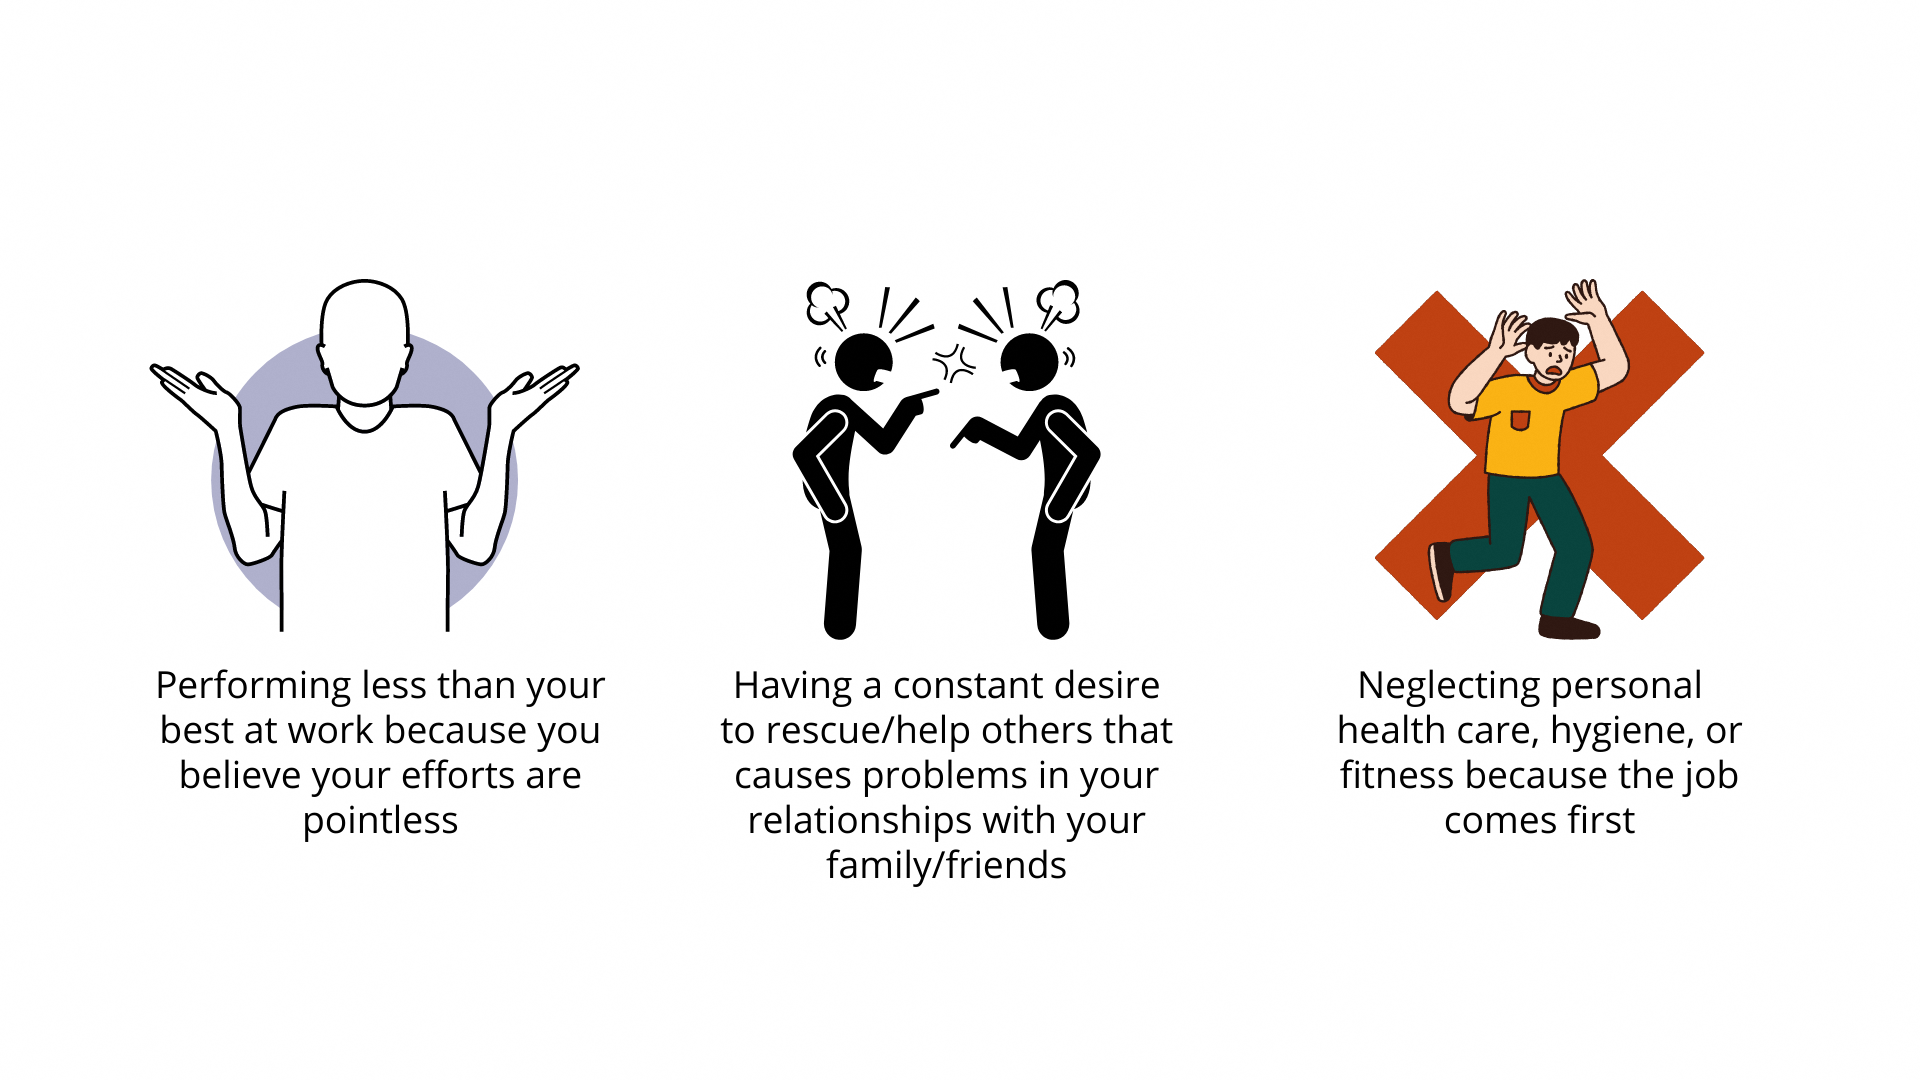 Performing less than your
best at work because you
believe your efforts are
pointless
Having a constant desire
to rescue/help others that
causes problems in your
relationships with your
family/friends
Neglecting personal
health care, hygiene, or
fitness because the job
comes first